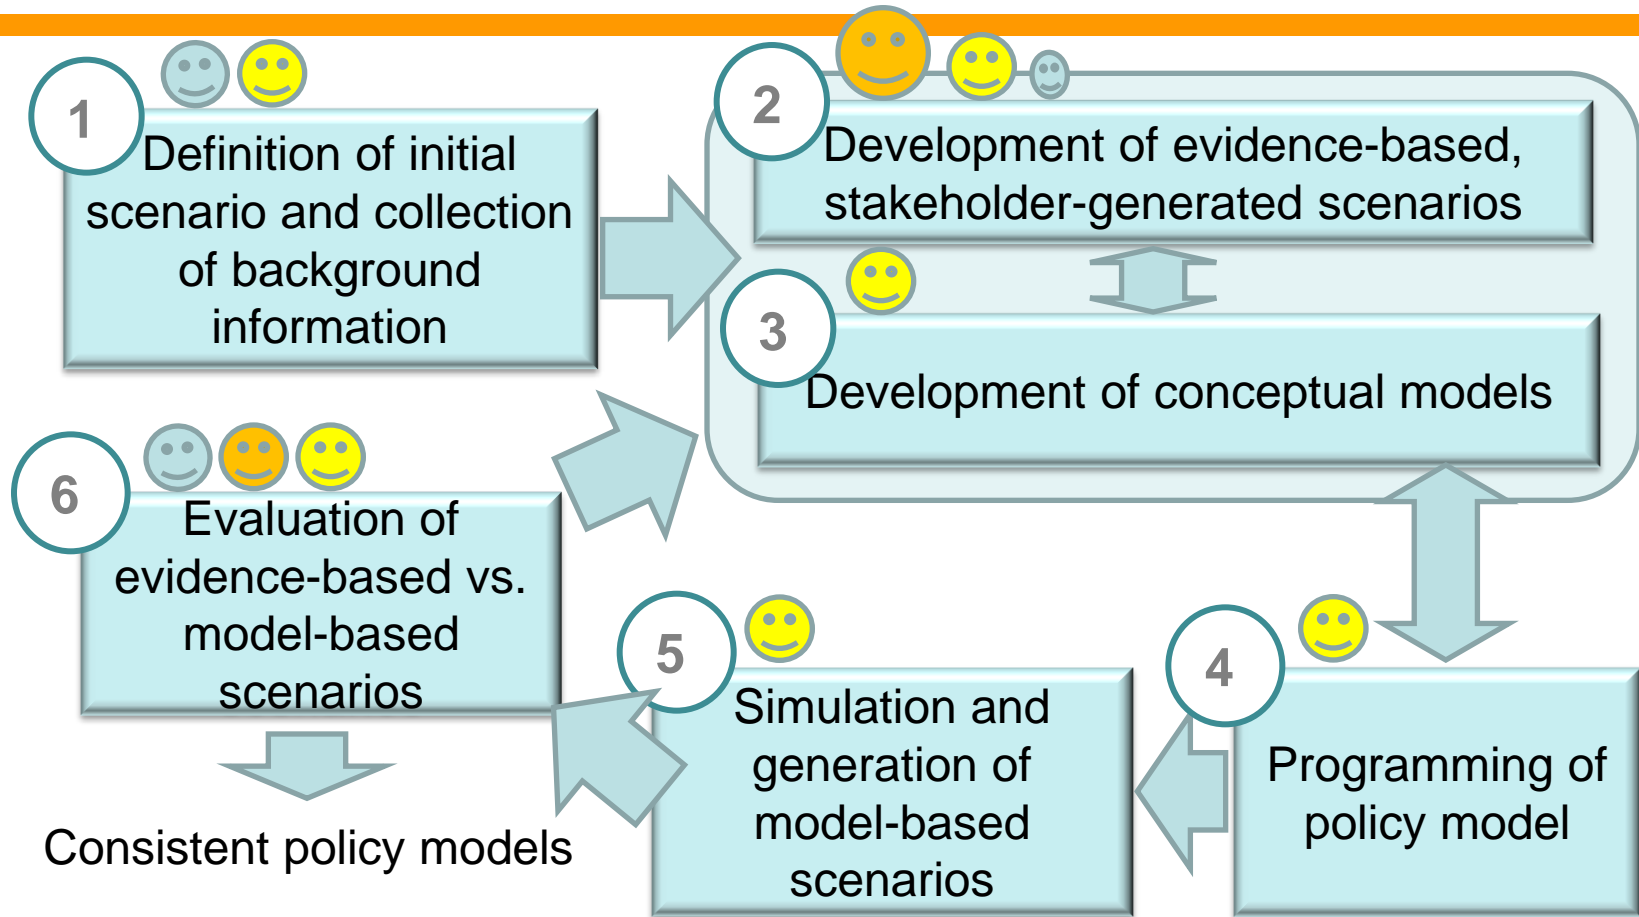 1
Definition of initial
scenario and collection
of background
information
2
Development of evidence-based,
stakeholder-generated scenarios
3
Development of conceptual models
4
Programming of
policy model
5
Simulation and
generation of
model-based
scenarios
6
Evaluation of
evidence-based vs.
model-based
scenarios
Consistent policy models